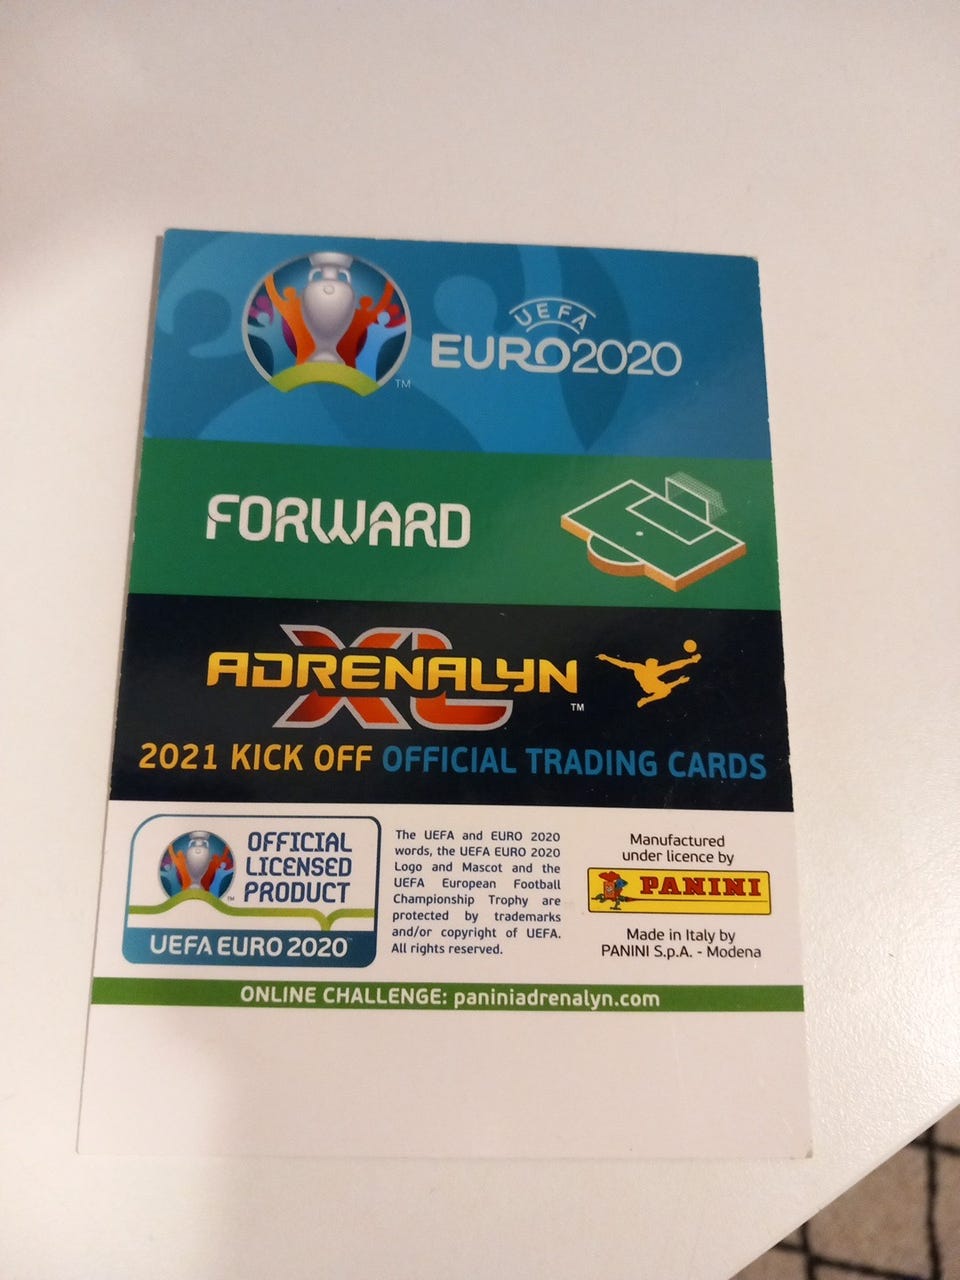 UEFA
EURO2020
TM
FORWARD
XL
ADRENALYN
TM
2021 KICK OFF OFFICIAL TRADING CARDS
OFFICIAL
LICENSED
PRODUCT
TM
UEFA EURO 2020
The UEFA and EURO 2020
words, the UEFA EURO 2020
Logo and Mascot and the
UEFA European Football
Championship Trophy are
protected by trademarks
and/or copyright of UEFA.
All rights reserved.
Manufactured
under licence by
PANINI
Made in Italy by
PANINI S.p.A. - Modena
ONLINE CHALLENGE: paniniadrenalyn.com